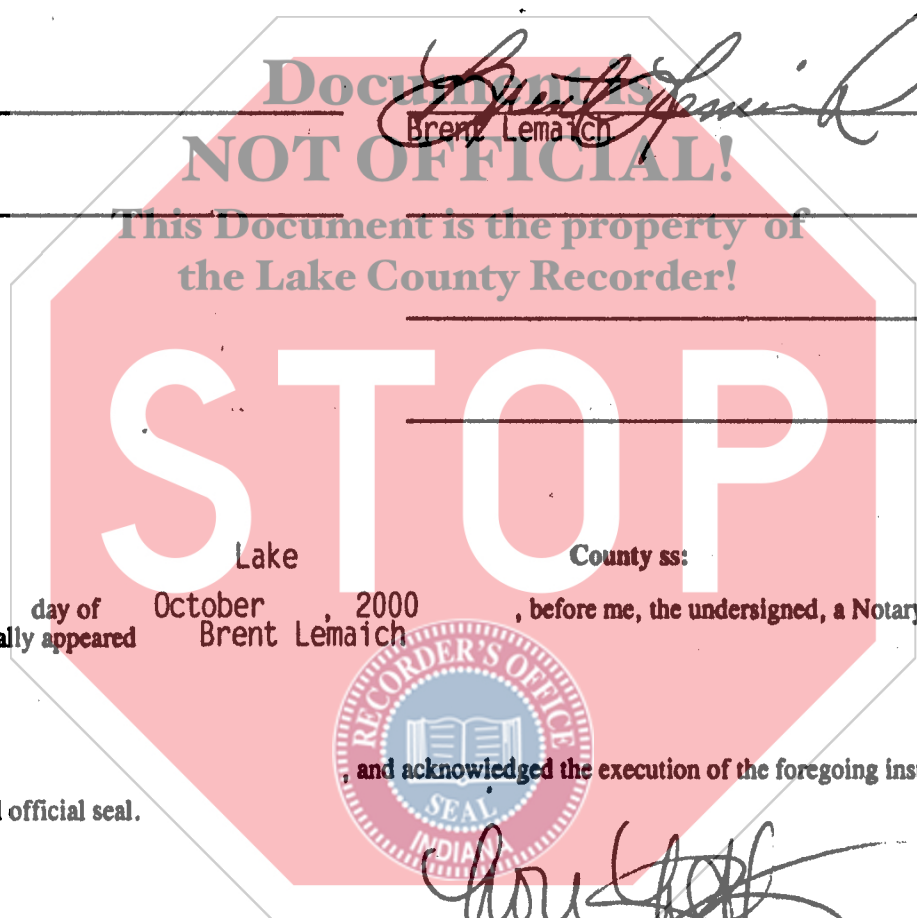 Document is
Brent Lemaich
Brent Lemaich
NOT OFFICIAL!
This Document is the property of
the Lake County Recorder!
STOP
Lake County ss:
day of October , 2000 , before me, the undersigned, a Notary
ally appeared Brent Lemaich
RECORDER'S OFFICE
, and acknowledged the execution of the foregoing ins
SEAL
official seal.
INDIANA